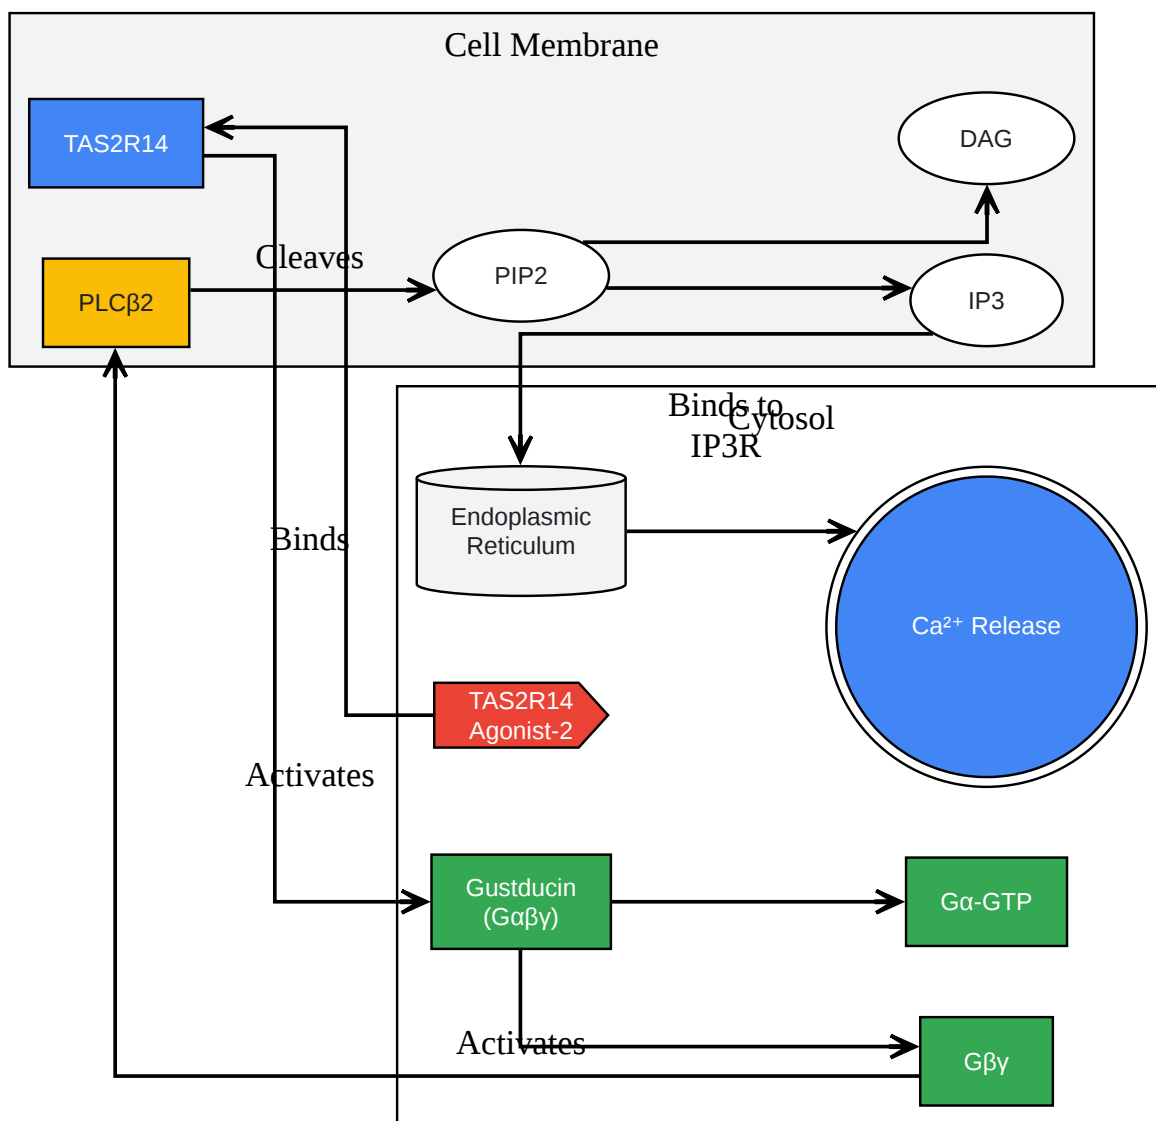 Cell Membrane
TAS2R14
DAG
Cleaves
PIP2
PLCβ2
IP3
Binds to
IP3R
Cytosol
Endoplasmic
Reticulum
Binds
Ca²⁺ Release
TAS2R14
Agonist-2
Activates
Gustducin
(Gαβγ)
Gα-GTP
Activates
Gβγ